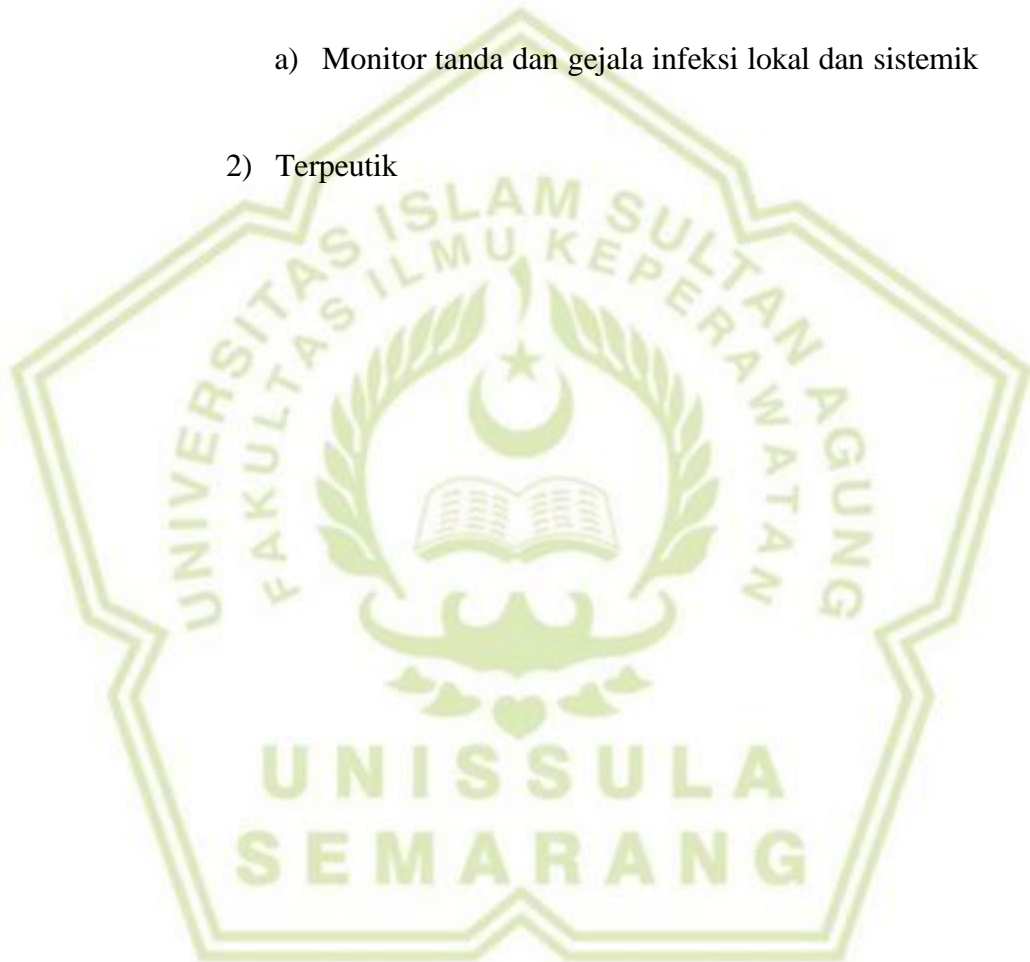 a) Monitor tanda dan gejala infeksi lokal dan sistemik
2) Terpeutik
UNIVERSITAS ISLAM SULTAN AGUNG
FAKULTAS ILMU KEPERAWATAN
UNISSULA
SEMARANG